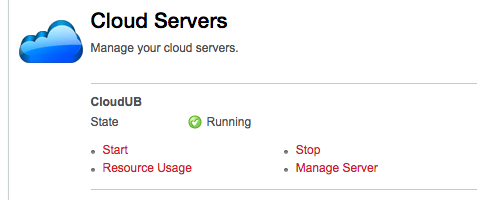 Cloud Servers
Manage your cloud servers.
CloudUB
State Running
Start Stop
Resource Usage Manage Server